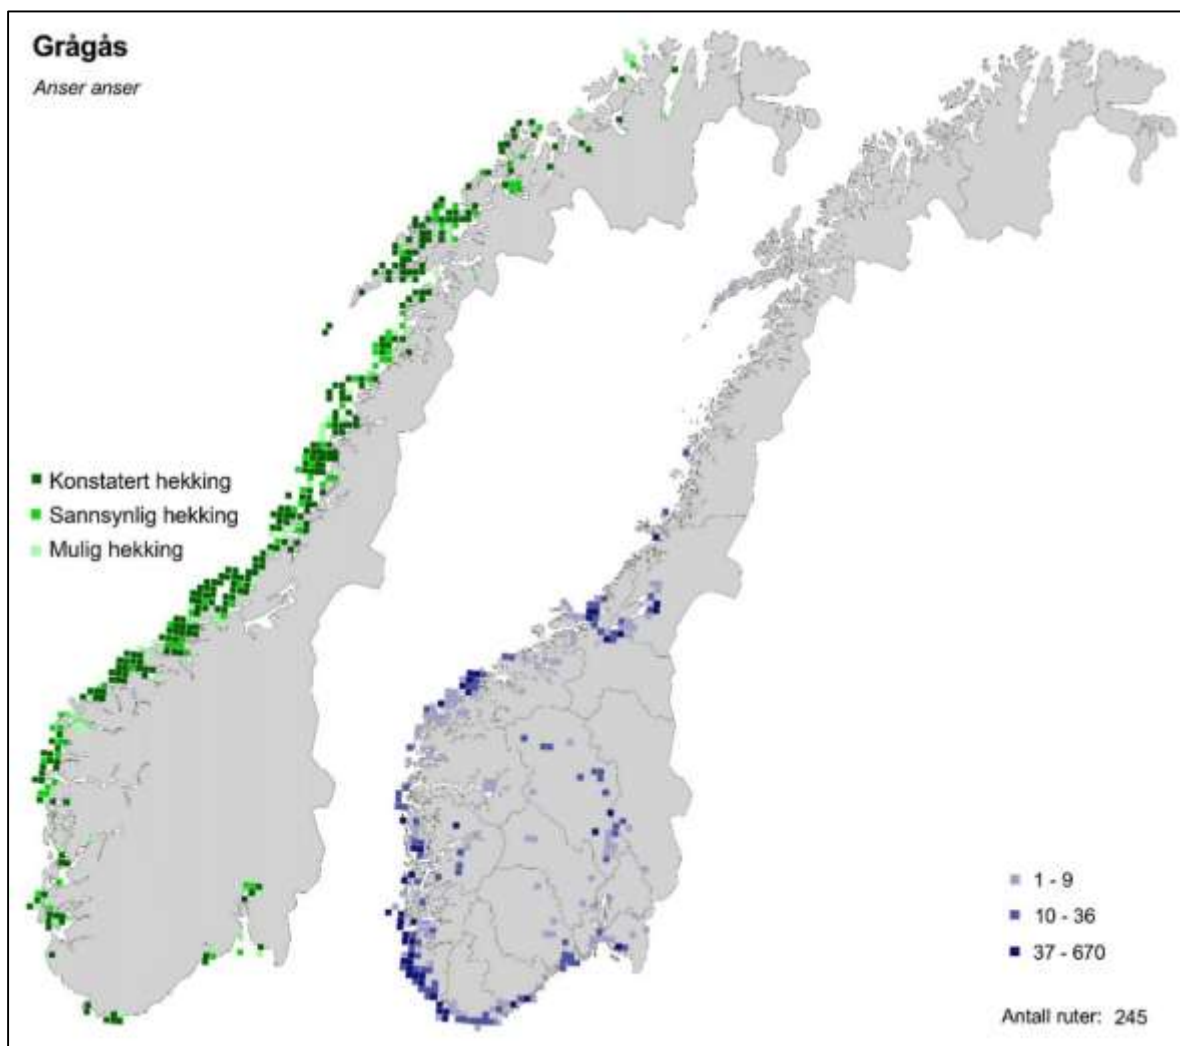 Grågås
Anser anser
Konstatert hekking
Sannsynlig hekking
Mulig hekking
1 - 9
10 - 36
37 - 670
Antall ruter: 245